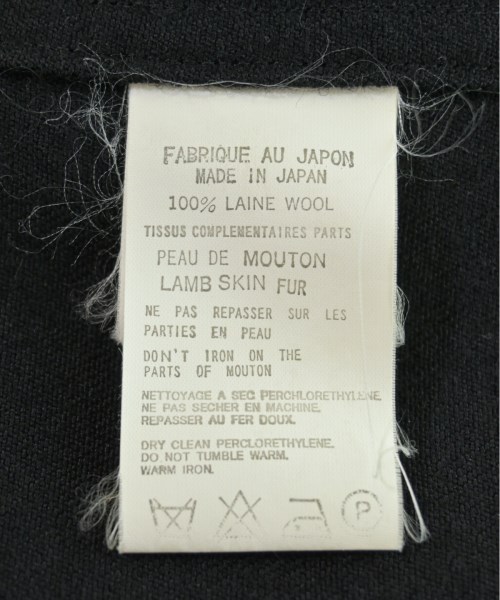 FABRIQUE AU JAPON
MADE IN JAPAN
100% LAINE WOOL
TISSUS COMPLEMENTAIRES PARTS
PEAU DE MOUTON
LAMB SKIN FUR
NE PAS REPASSER SUR LES
PARTIES EN PEAU
DON'T IRON ON THE
PARTS OF MOUTON
NETTOYAGE A SEC PERCHLORETHYLENE.
NE PAS SECHER EN MACHINE.
REPASSER AU FER DOUX.
DRY CLEAN PERCLORETHYLENE.
DO NOT TUMBLE WARM.
WARM IRON.
P